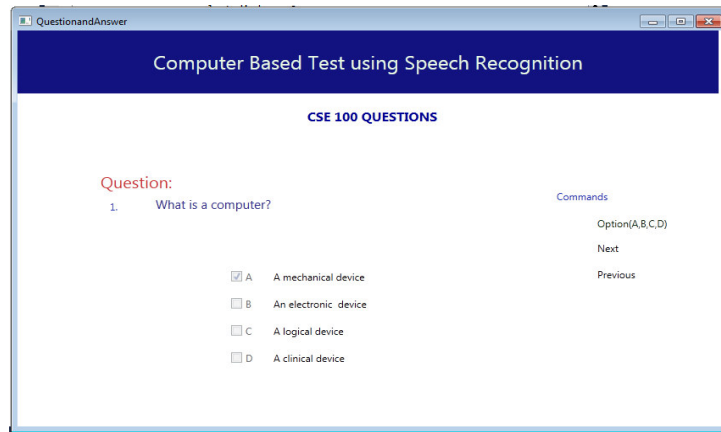 QuestionandAnswer
Computer Based Test using Speech Recognition
CSE 100 QUESTIONS
Question:
1. What is a computer?
A A mechanical device
B An electronic device
C A logical device
D A clinical device
Commands
Option(A,B,C,D)
Next
Previous